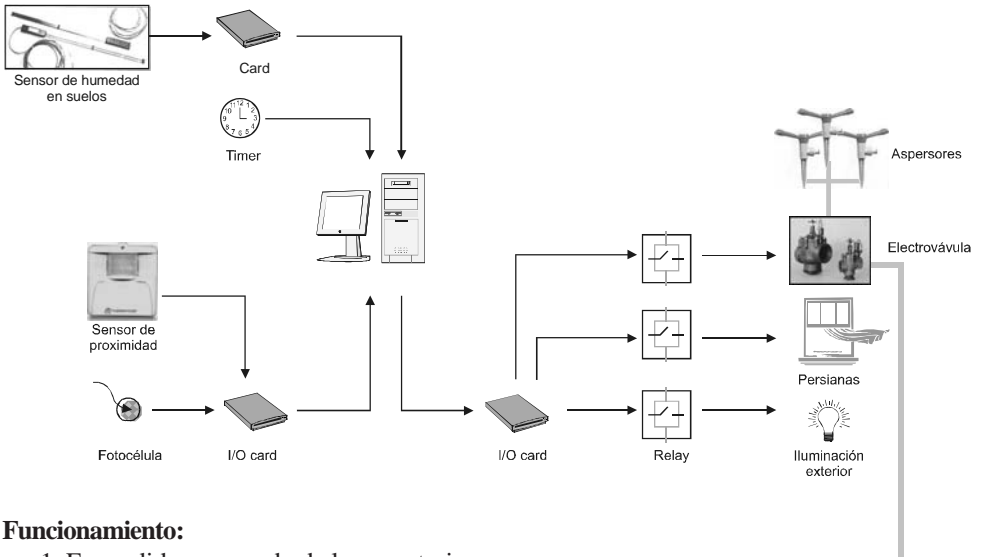 Sensor de humedad
en suelos
Card
Timer
Aspersores
Electrovávula
Sensor de
proximidad
Persianas
Fotocélula
I/O card
I/O card
Relay
Iluminación
exterior
Funcionamiento: